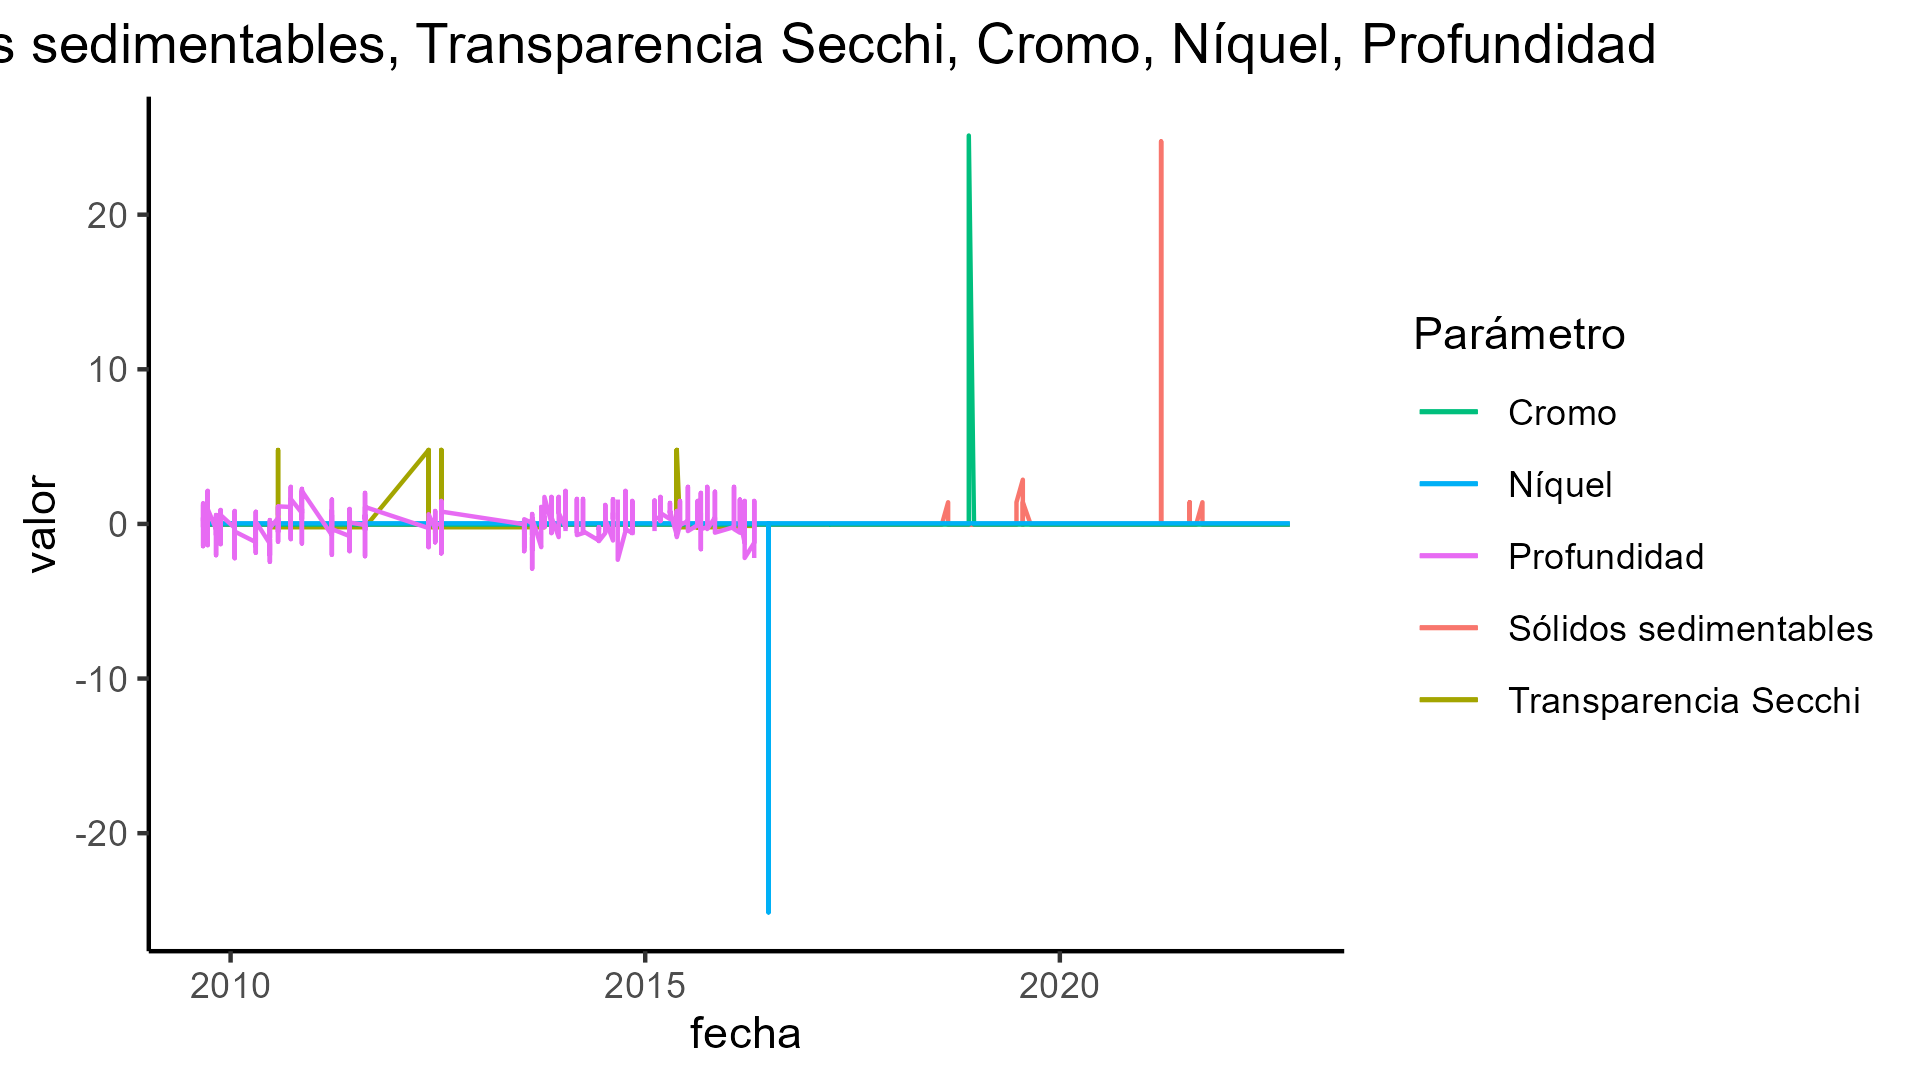 s sedimentables, Transparencia Secchi, Cromo, Níquel, Profundidad
valor
20
10
0
-10
-20
2010
2015
2020
fecha
Parámetro
Cromo
Níquel
Profundidad
Sólidos sedimentables
Transparencia Secchi